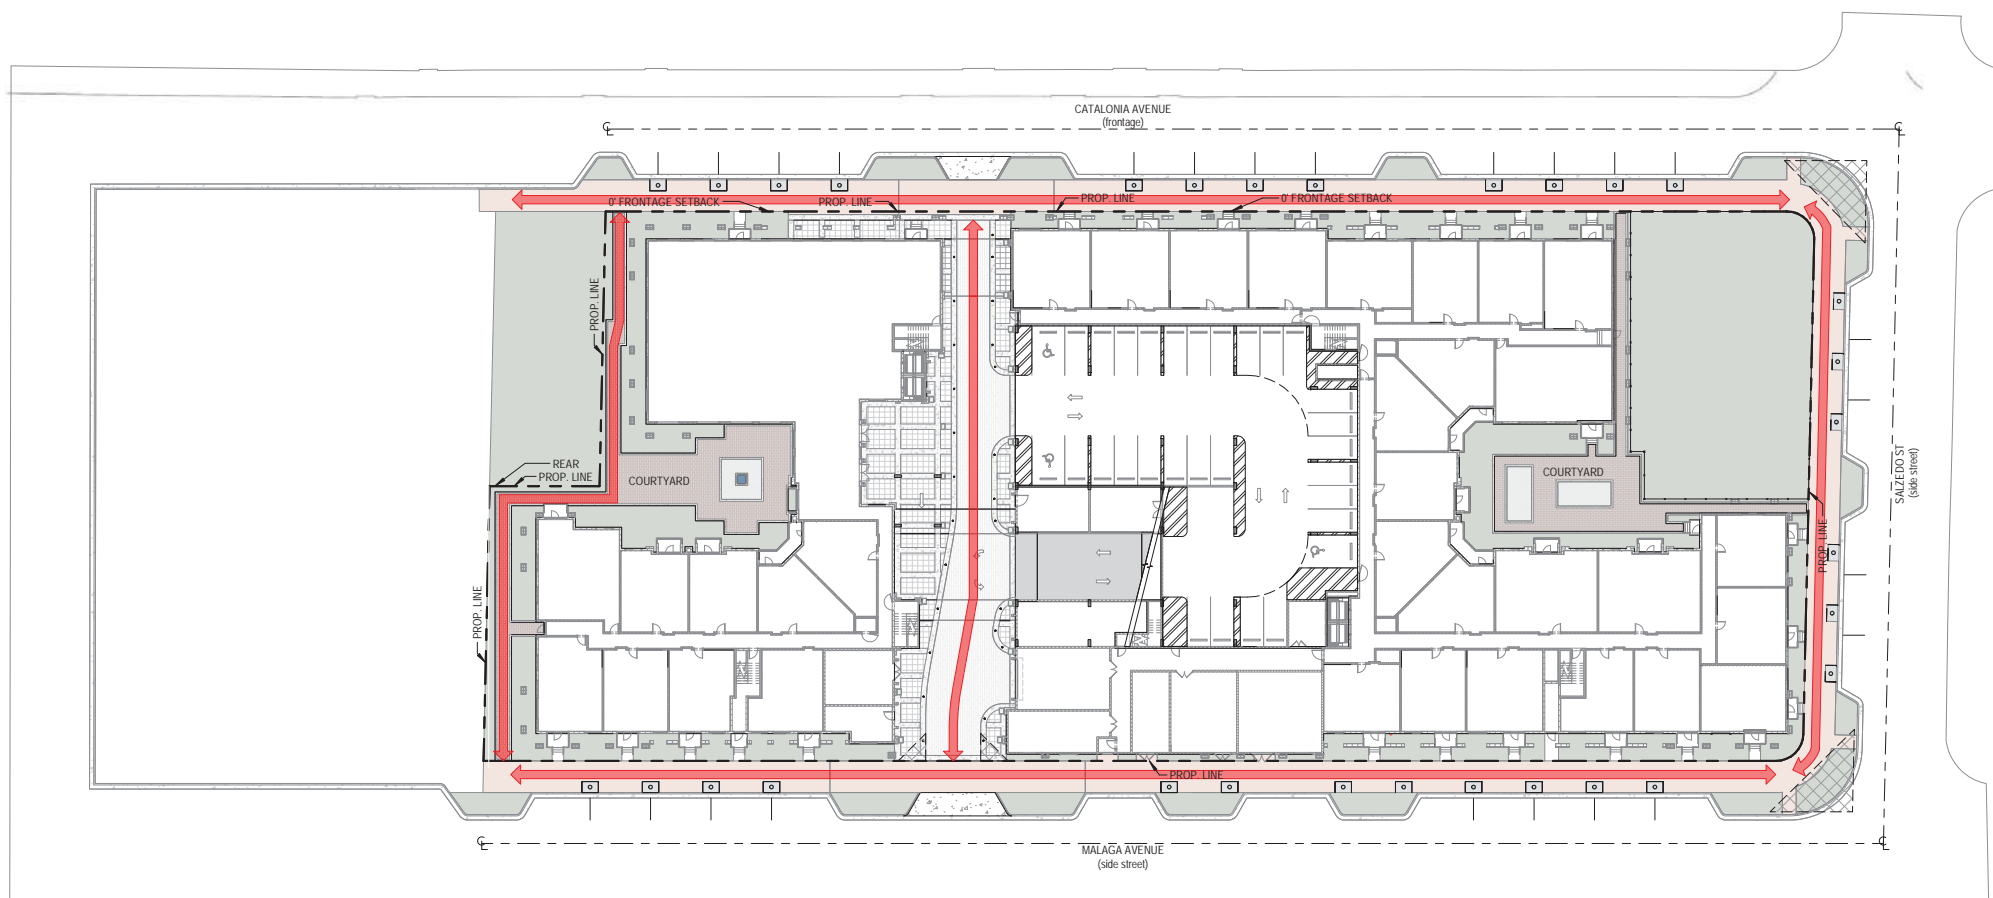 CATALONIA AVENUE
(frontage)
0' FRONTAGE SETBACK
PROP. LINE
PROP. LINE
0' FRONTAGE SETBACK
PROP. LINE
REAR
PROP. LINE
COURTYARD
COURTYARD
SALZEDO ST
(side street)
PROP. LINE
PROP. LINE
PROP. LINE
MALAGA AVENUE
(side street)